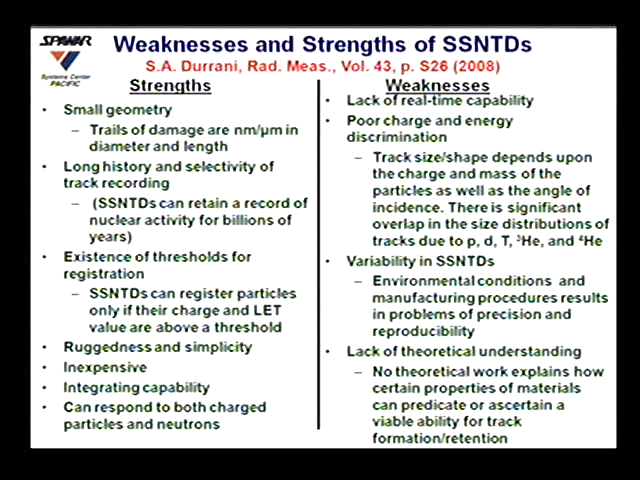 SPAWAR
Systems Center
PACIFIC
Weaknesses and Strengths of SSNTDs
S.A. Durrani, Rad. Meas., Vol. 43, p. S26 (2008)
Strengths
• Small geometry
– Trails of damage are nm/µm in
diameter and length
• Long history and selectivity of
track recording
– (SSNTDs can retain a record of
nuclear activity for billions of
years)
• Existence of thresholds for
registration
– SSNTDs can register particles
only if their charge and LET
value are above a threshold
• Ruggedness and simplicity
• Inexpensive
• Integrating capability
• Can respond to both charged
particles and neutrons
Weaknesses
• Lack of real-time capability
• Poor charge and energy
discrimination
– Track size/shape depends upon
the charge and mass of the
particles as well as the angle of
incidence. There is significant
overlap in the size distributions of
tracks due to p, d, T, ³He, and ⁴He
• Variability in SSNTDs
– Environmental conditions and
manufacturing procedures results
in problems of precision and
reproducibility
• Lack of theoretical understanding
– No theoretical work explains how
certain properties of materials
can predicate or ascertain a
viable ability for track
formation/retention